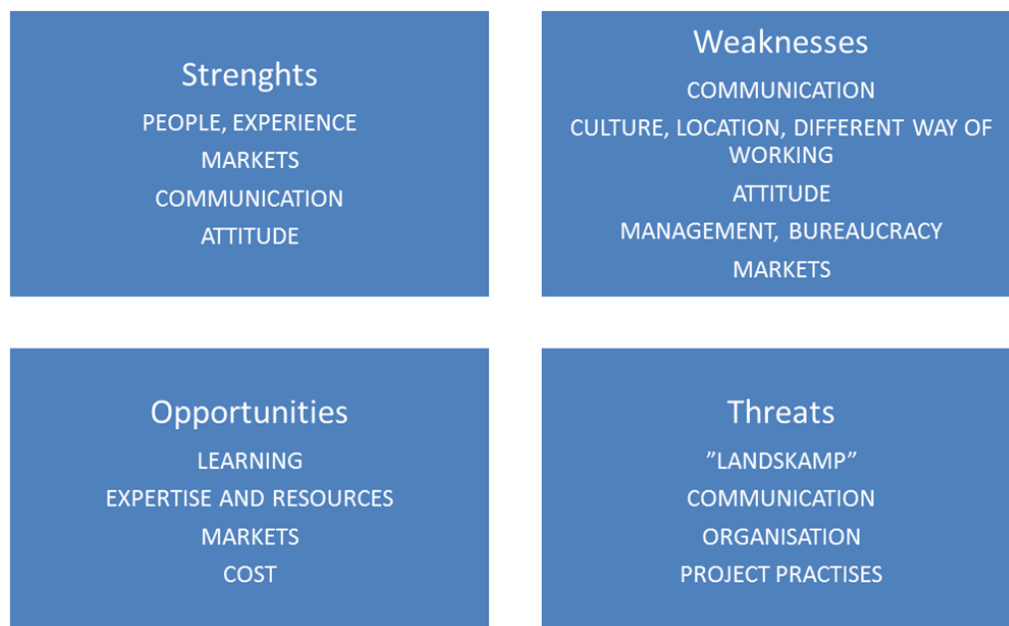 Strenghts
PEOPLE, EXPERIENCE
MARKETS
COMMUNICATION
ATTITUDE
Weaknesses
COMMUNICATION
CULTURE, LOCATION, DIFFERENT WAY OF
WORKING
ATTITUDE
MANAGEMENT, BUREAUCRACY
MARKETS
Opportunities
LEARNING
EXPERTISE AND RESOURCES
MARKETS
COST
Threats
”LANDSKAMP”
COMMUNICATION
ORGANISATION
PROJECT PRACTISES